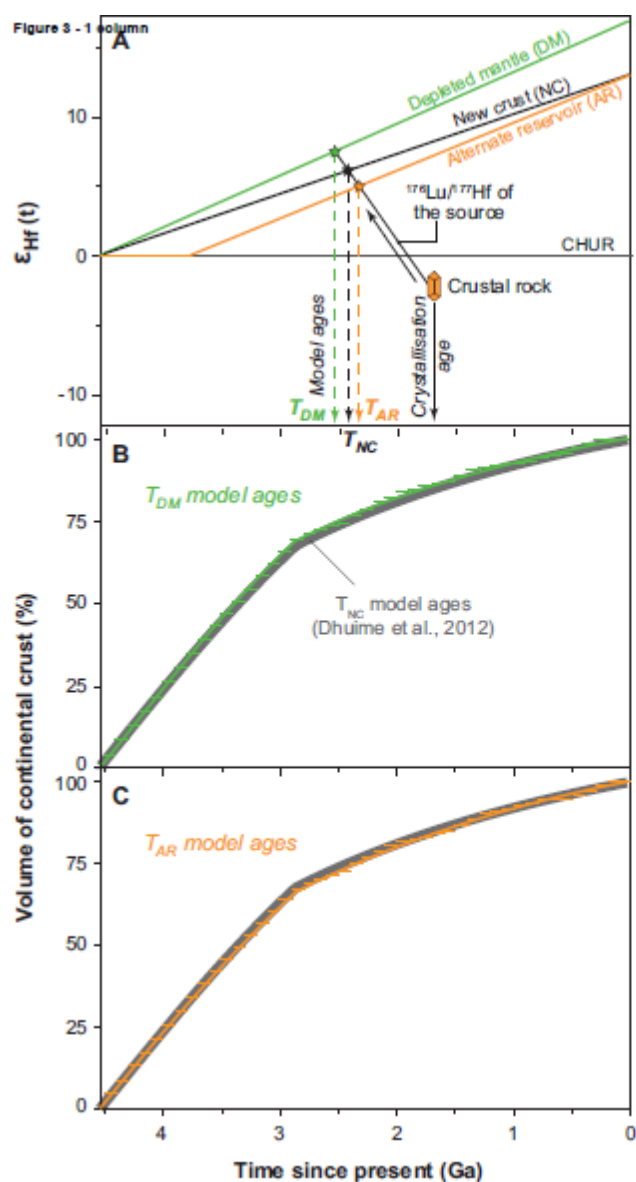 Figure 3 - 1 column
A
Depleted mantle (DM)
New crust (NC)
Alternate reservoir (AR)
10
¹⁷⁶Lu/¹⁷⁷Hf of
the source
εHf (t)
0
CHUR
Crustal rock
Model ages
Crystallisation
age
-10
TDM
TAR
TNC
100
B
TDM model ages
75
TNC model ages
(Dhuime et al., 2012)
50
25
0
Volume of continental crust (%)
100
C
TAR model ages
75
50
25
0
4 3 2 1 0
Time since present (Ga)